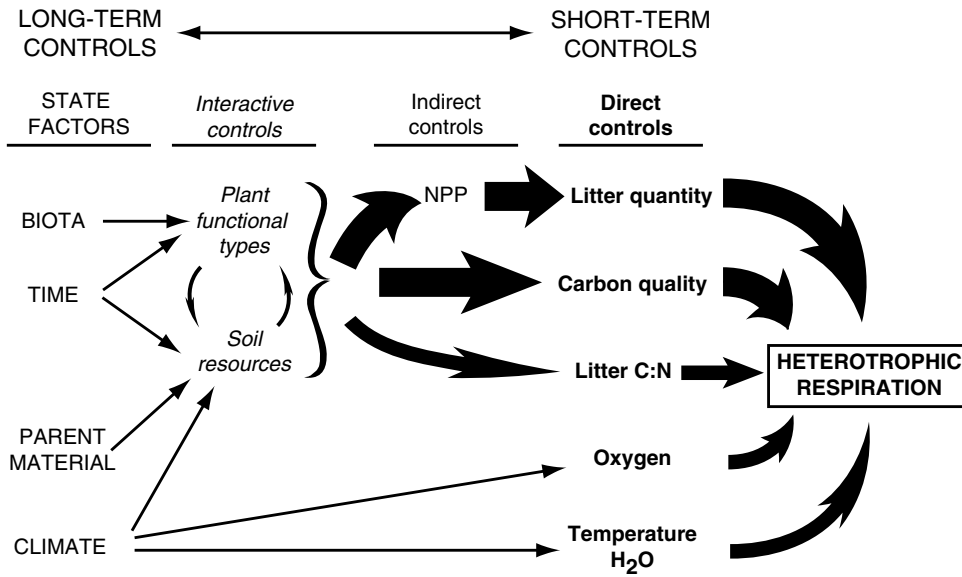 LONG-TERM
CONTROLS
SHORT-TERM
CONTROLS
STATE
FACTORS
Interactive
controls
Indirect
controls
Direct
controls
BIOTA
TIME
PARENT
MATERIAL
CLIMATE
Plant
functional
types
Soil
resources
NPP
Litter quantity
Carbon quality
Litter C:N
Oxygen
Temperature
H₂O
HETEROTROPHIC
RESPIRATION